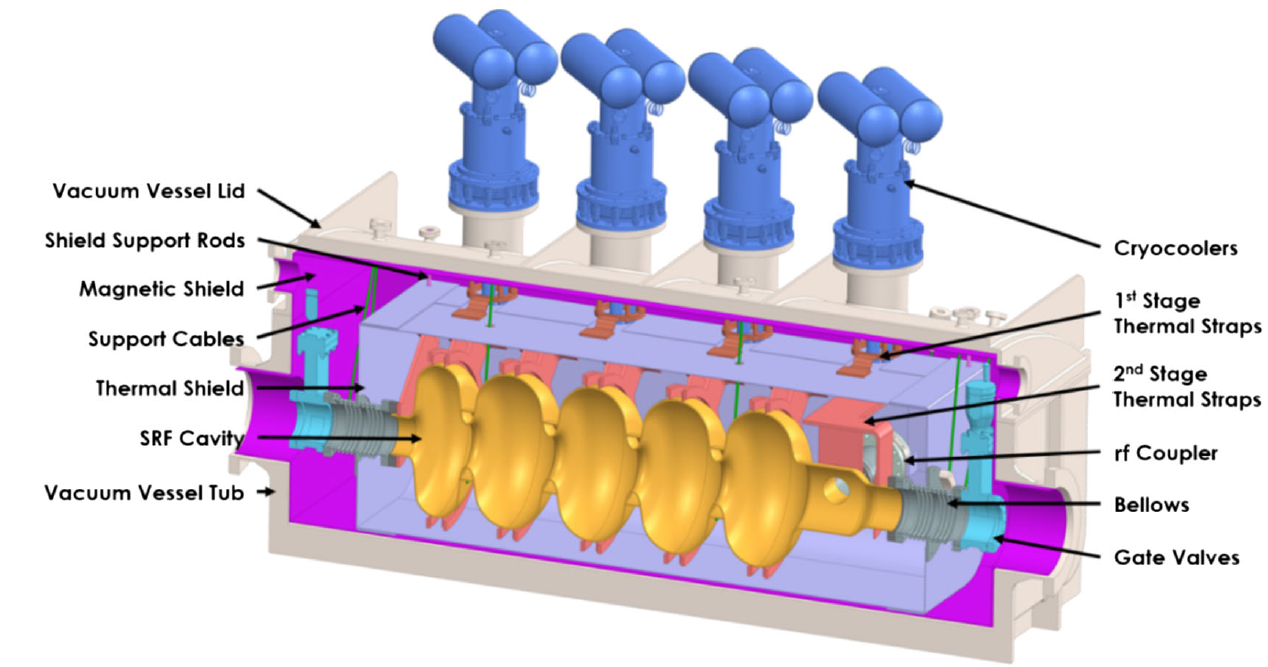 Vacuum Vessel Lid
Shield Support Rods
Magnetic Shield
Support Cables
Thermal Shield
SRF Cavity
Vacuum Vessel Tub
Cryocoolers
1st Stage
Thermal Straps
2nd Stage
Thermal Straps
rf Coupler
Bellows
Gate Valves